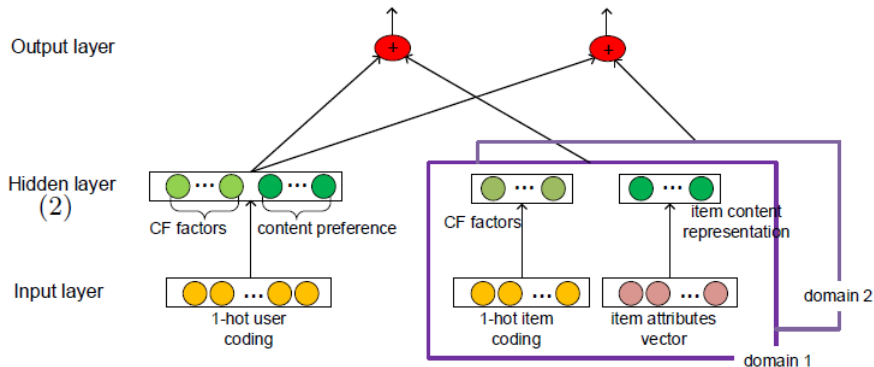 Output layer
+
+
Hidden layer
(2)
CF factors
content preference
CF factors
item content
representation
Input layer
1-hot user
coding
1-hot item
coding
item attributes
vector
domain 2
domain 1